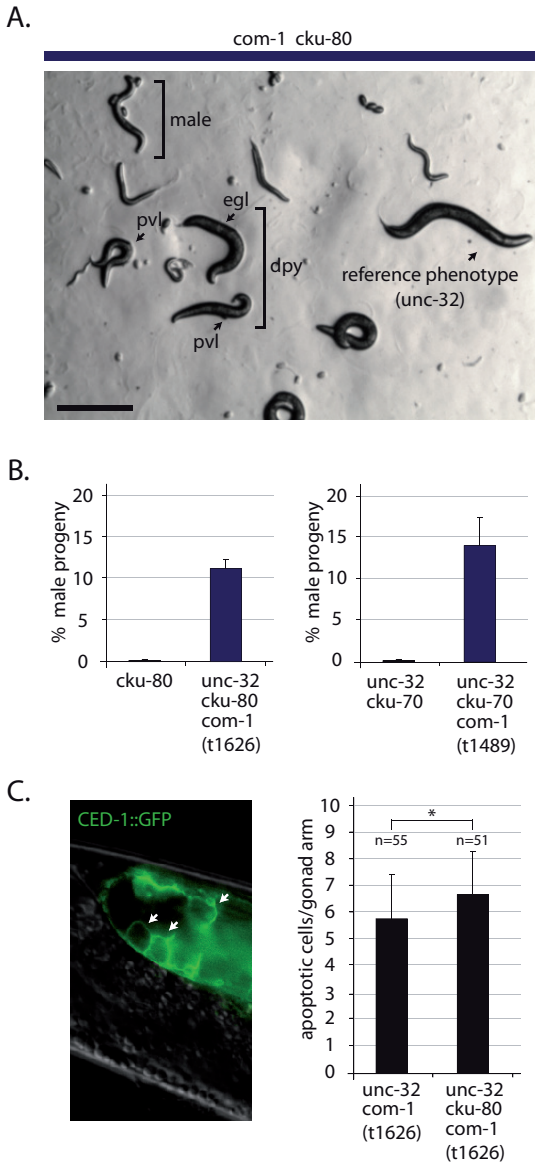 A.
com-1 cku-80
male
pvl
egl
dpy
pvl
reference phenotype
(unc-32)
B.
% male progeny
20
15
10
5
0
cku-80
unc-32
cku-80
com-1
(t1626)
% male progeny
20
15
10
5
0
unc-32
cku-70
unc-32
cku-70
com-1
(t1489)
C.
CED-1::GFP
apoptotic cells/gonad arm
10
9
8
7
6
5
4
3
2
1
0
n=55
*
n=51
unc-32
com-1
(t1626)
unc-32
cku-80
com-1
(t1626)